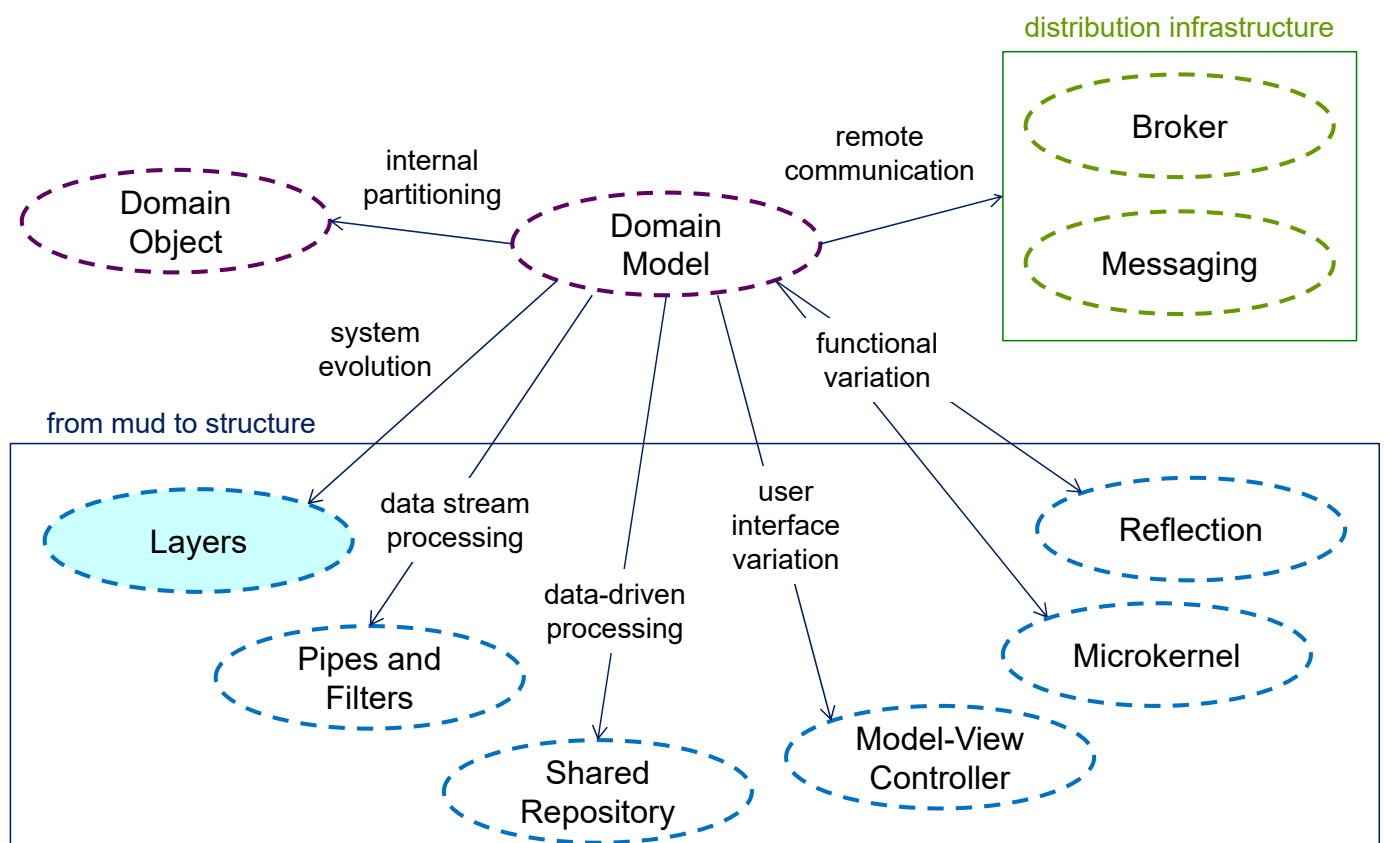 distribution infrastructure
Broker
Messaging
remote
communication
internal
partitioning
Domain
Object
Domain
Model
system
evolution
functional
variation
from mud to structure
Layers
data stream
processing
user
interface
variation
Reflection
data-driven
processing
Pipes and
Filters
Microkernel
Model-View
Controller
Shared
Repository